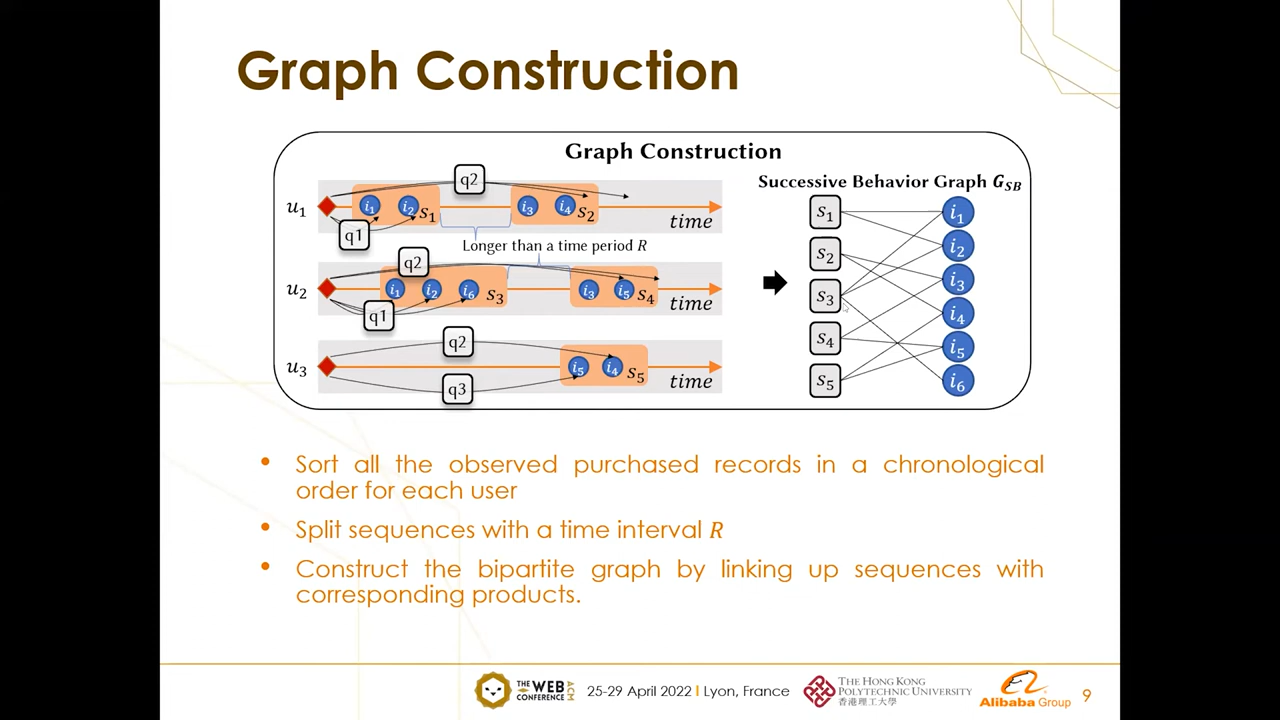 Graph Construction
Graph Construction
q2
u1 i1 i2 s1 i3 i4 s2 time
q1
Longer than a time period R
q2
u2 i1 i2 i6 s3 i3 i5 s4 time
q1
q2
u3 i5 i4 s5 time
q3
Successive Behavior Graph GSB
s1 i1
s2 i2
s3 i3
s4 i4
s5 i5
i6
• Sort all the observed purchased records in a chronological
order for each user
• Split sequences with a time interval R
• Construct the bipartite graph by linking up sequences with
corresponding products.
THE WEB CONFERENCE ACM
25-29 April 2022 | Lyon, France
THE HONG KONG
POLYTECHNIC UNIVERSITY
香港理工大學
Alibaba Group
9